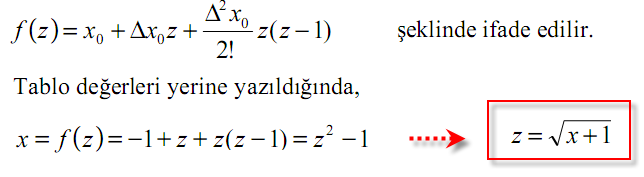 f(z) = x₀ + Δx₀z + Δ²x₀/2! z(z−1) şeklinde ifade edilir.
Tablo değerleri yerine yazıldığında,
x = f(z) = −1 + z + z(z−1) = z² − 1 z = √(x+1)